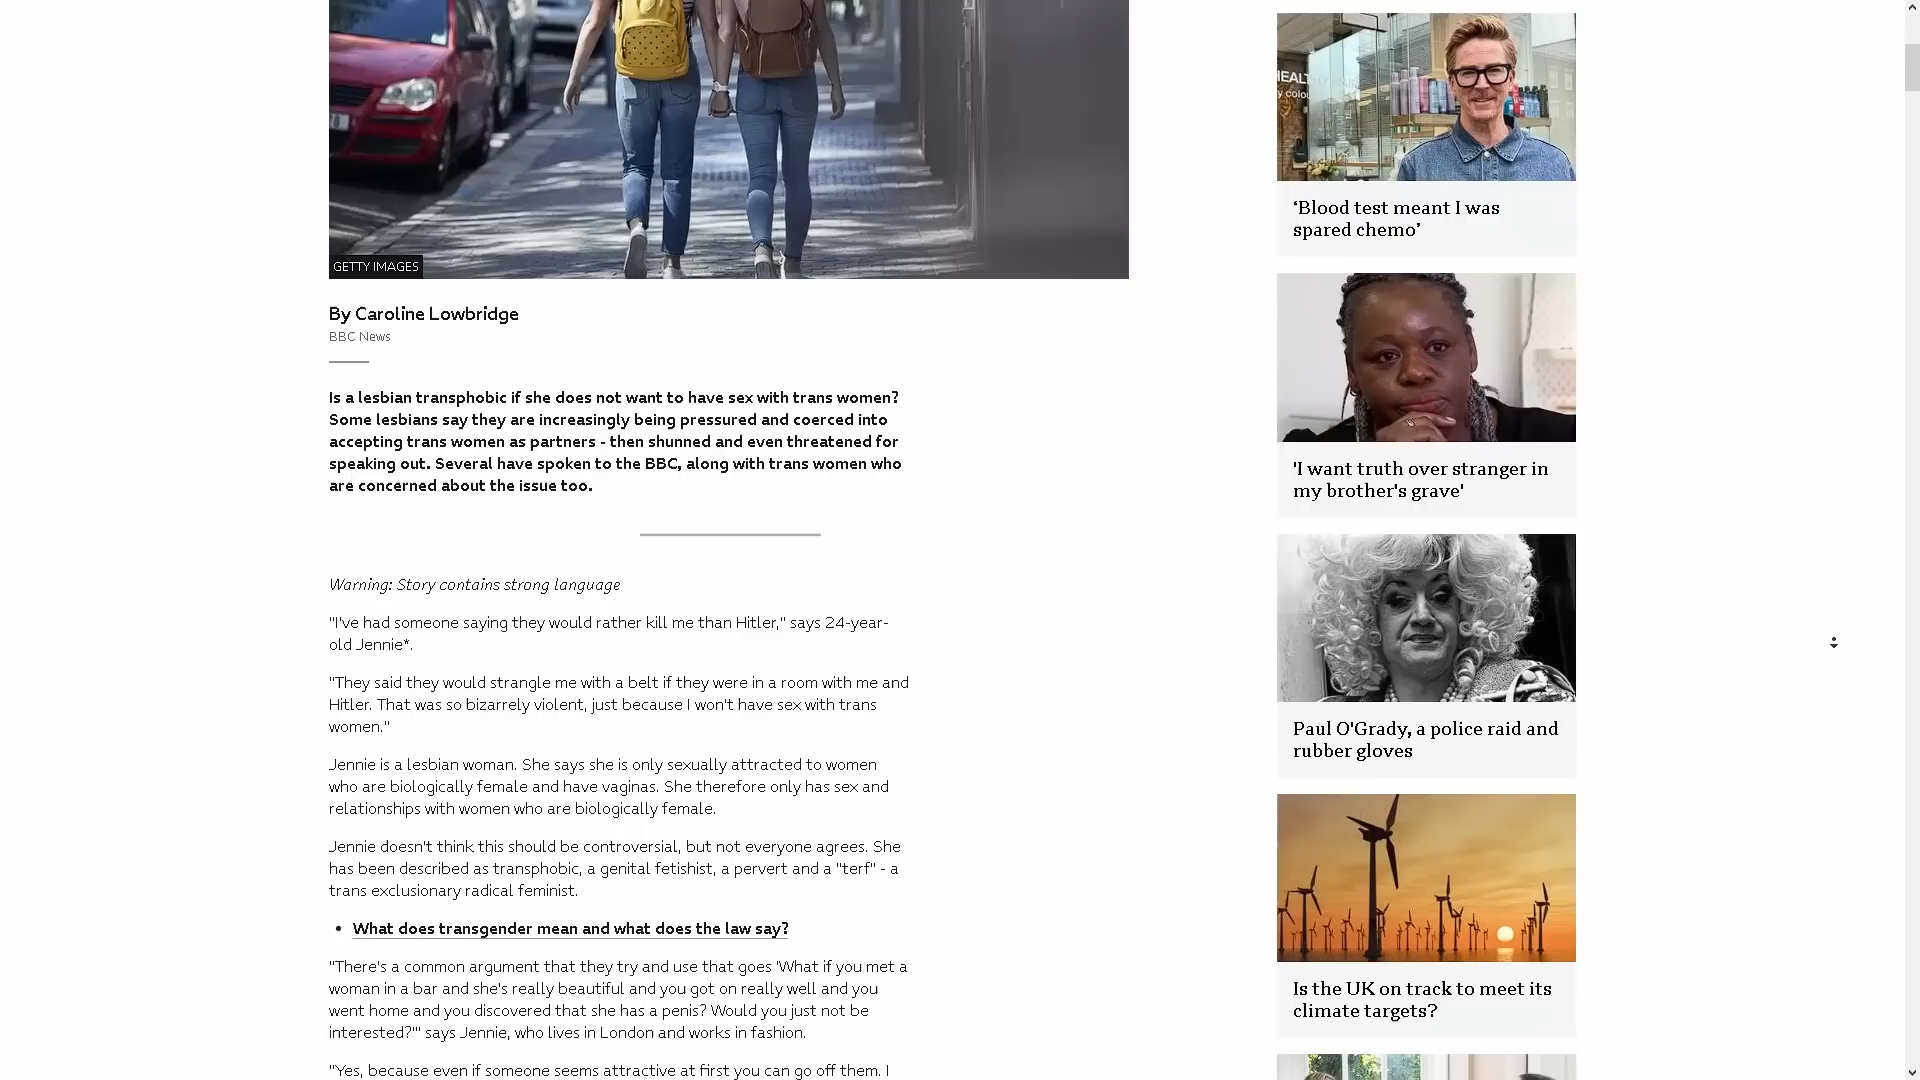 GETTY IMAGES
By Caroline Lowbridge
BBC News
Is a lesbian transphobic if she does not want to have sex with trans women?
Some lesbians say they are increasingly being pressured and coerced into
accepting trans women as partners - then shunned and even threatened for
speaking out. Several have spoken to the BBC, along with trans women who
are concerned about the issue too.
Warning: Story contains strong language
"I've had someone saying they would rather kill me than Hitler," says 24-year-
old Jennie*.
"They said they would strangle me with a belt if they were in a room with me and
Hitler. That was so bizarrely violent, just because I won't have sex with trans
women."
Jennie is a lesbian woman. She says she is only sexually attracted to women
who are biologically female and have vaginas. She therefore only has sex and
relationships with women who are biologically female.
Jennie doesn't think this should be controversial, but not everyone agrees. She
has been described as transphobic, a genital fetishist, a pervert and a "terf" - a
trans exclusionary radical feminist.
• What does transgender mean and what does the law say?
"There's a common argument that they try and use that goes 'What if you met a
woman in a bar and she's really beautiful and you got on really well and you
went home and you discovered that she has a penis? Would you just not be
interested?'" says Jennie, who lives in London and works in fashion.
"Yes, because even if someone seems attractive at first you can go off them. I
HEALT
y colou
‘Blood test meant I was
spared chemo’
'I want truth over stranger in
my brother's grave'
Paul O'Grady, a police raid and
rubber gloves
Is the UK on track to meet its
climate targets?